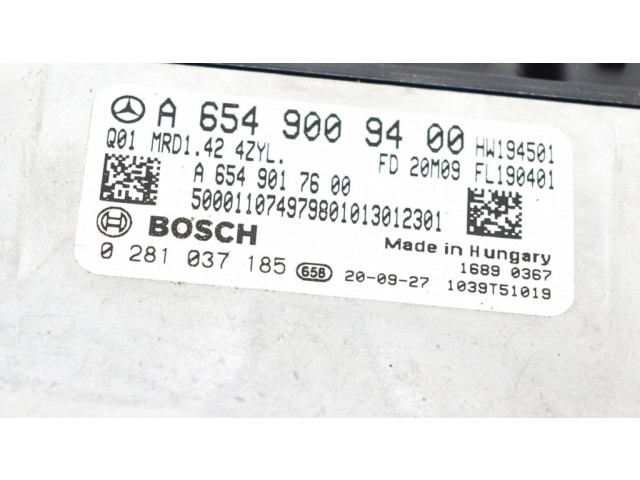 A 654 900 94 00 HW194501
Q01 MRD1.42 4ZYL. FD 20M09 FL190401
A 654 901 76 00
500011074979801013012301
BOSCH Made in Hungary
0 281 037 185 65B 20-09-27 1689 0367
1039T51019